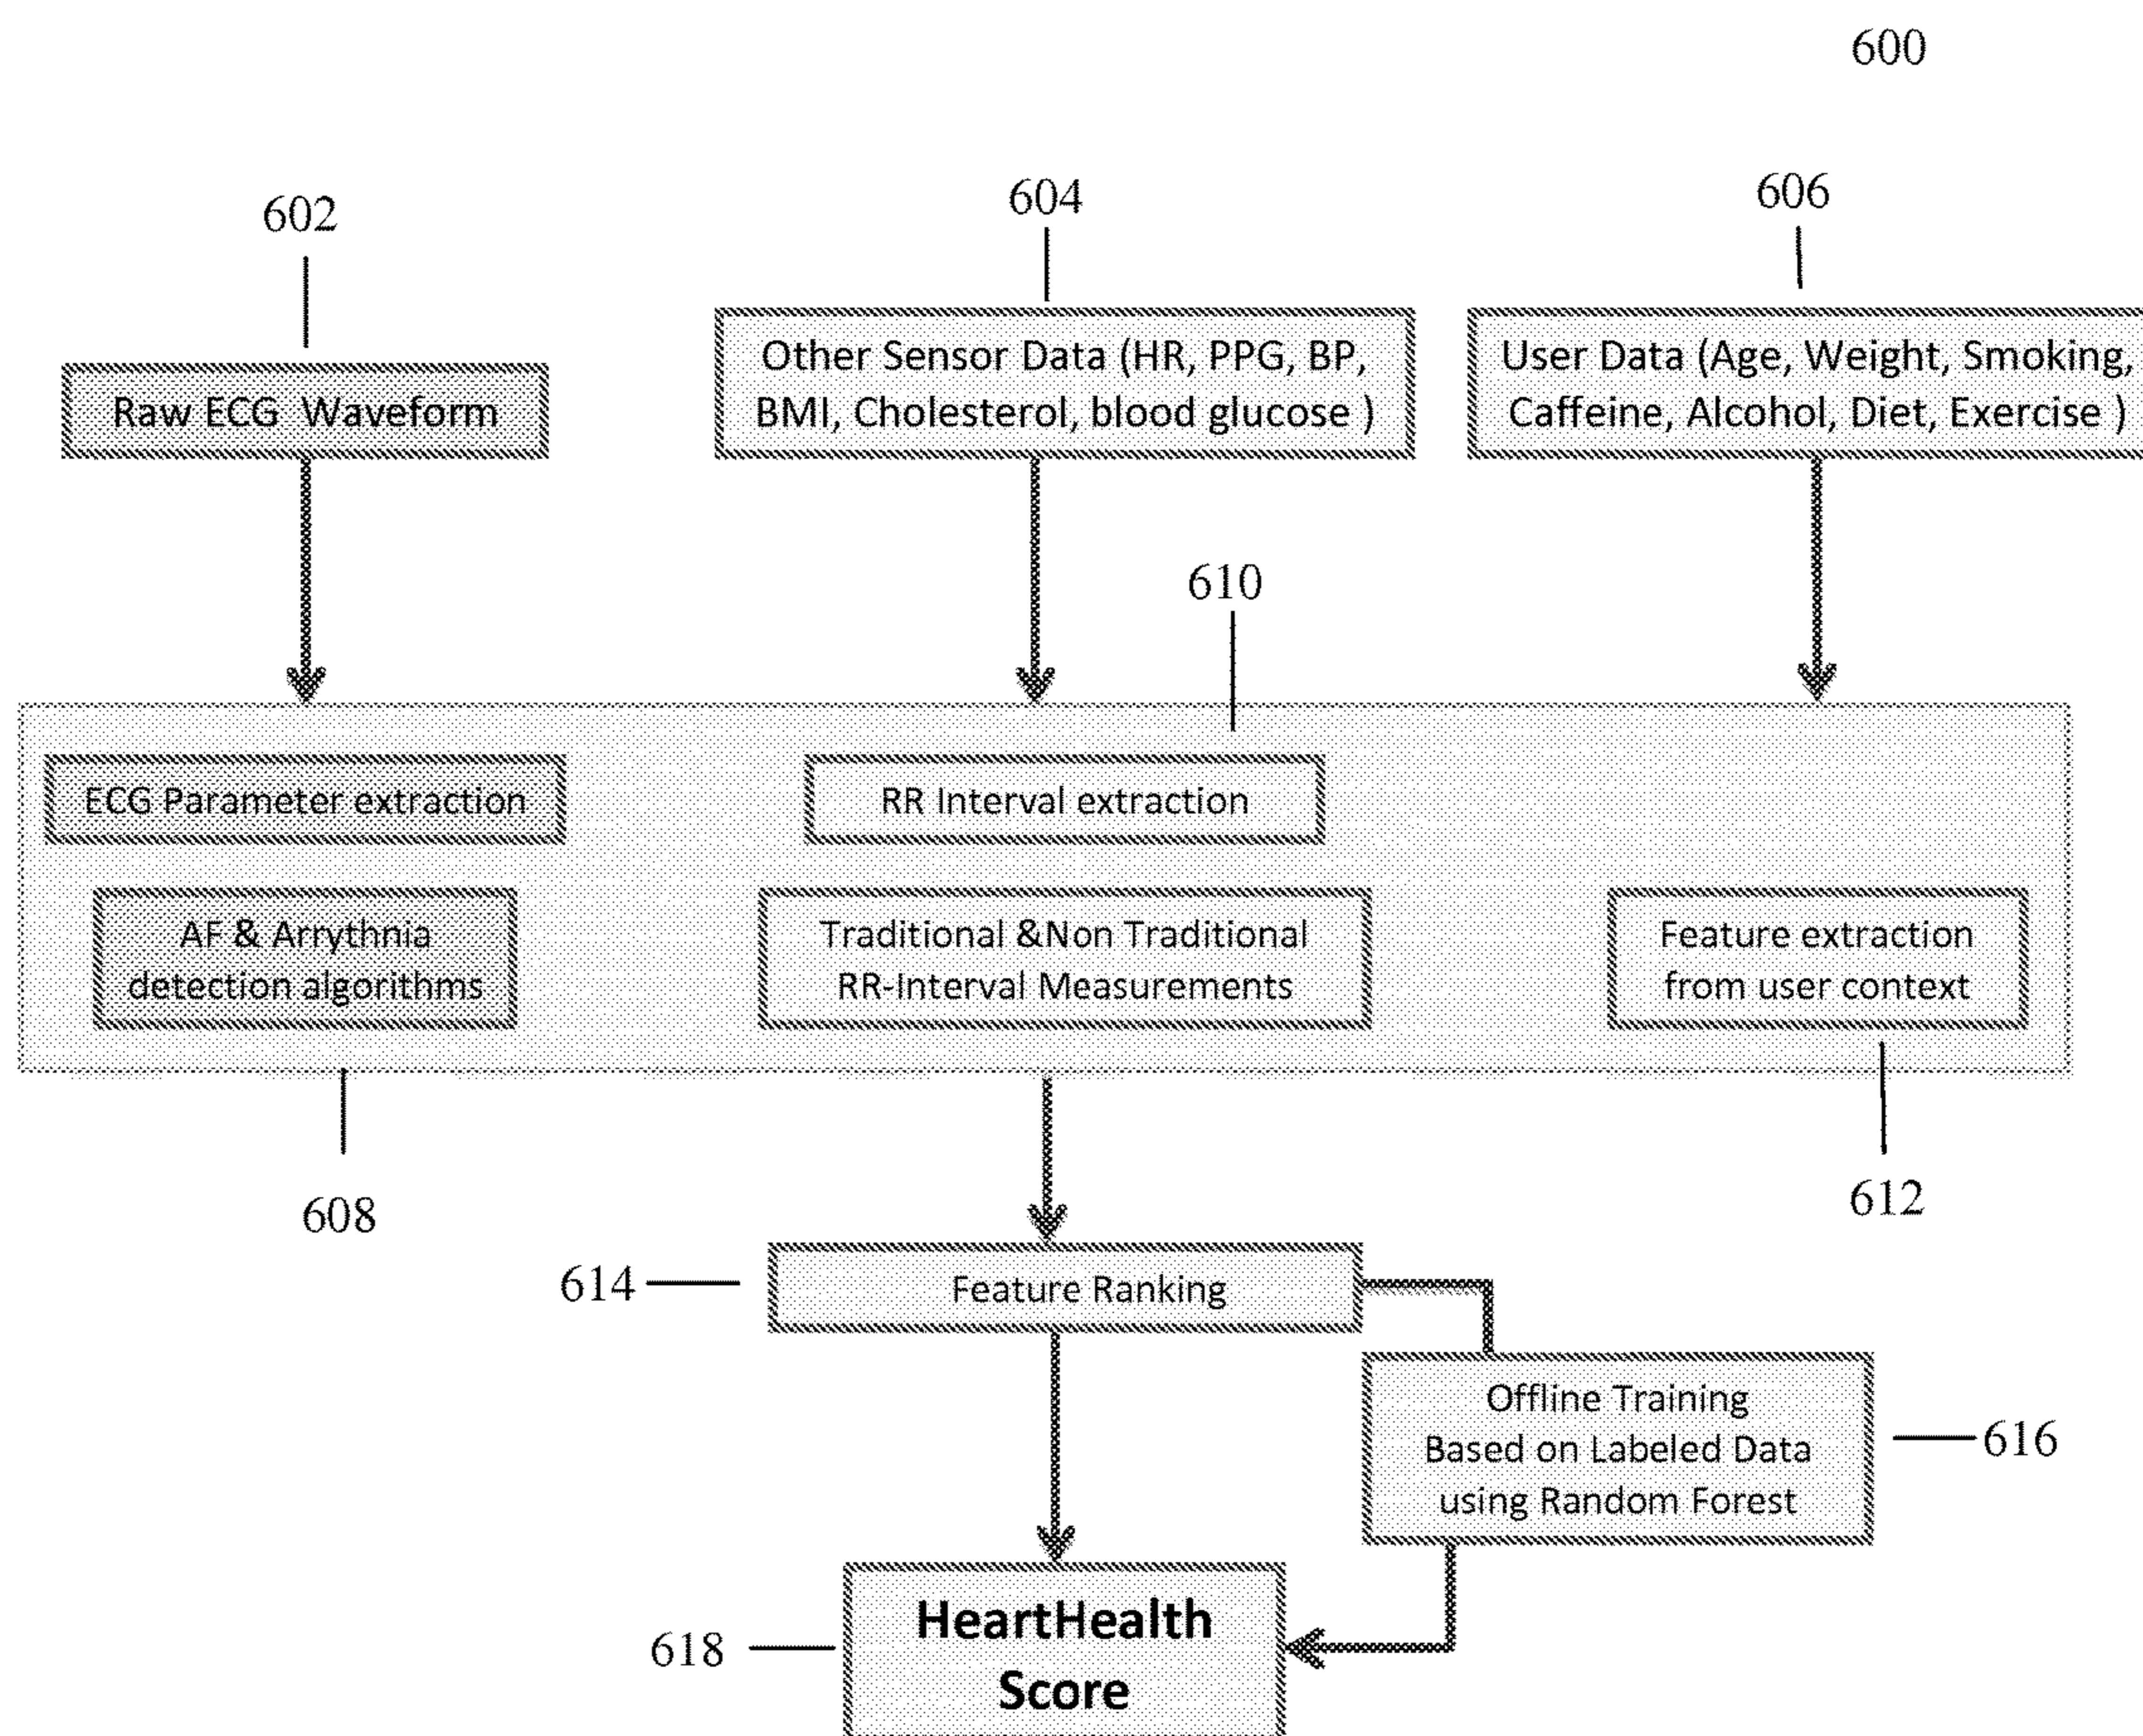 600
602
604
606
Raw ECG Waveform
Other Sensor Data (HR, PPG, BP,
BMI, Cholesterol, blood glucose )
User Data (Age, Weight, Smoking,
Caffeine, Alcohol, Diet, Exercise )
610
ECG Parameter extraction
RR Interval extraction
AF & Arrythnia
detection algorithms
Traditional &Non Traditional
RR-Interval Measurements
Feature extraction
from user context
608
612
614
Feature Ranking
Offline Training
Based on Labeled Data
using Random Forest
616
618
HeartHealth
Score